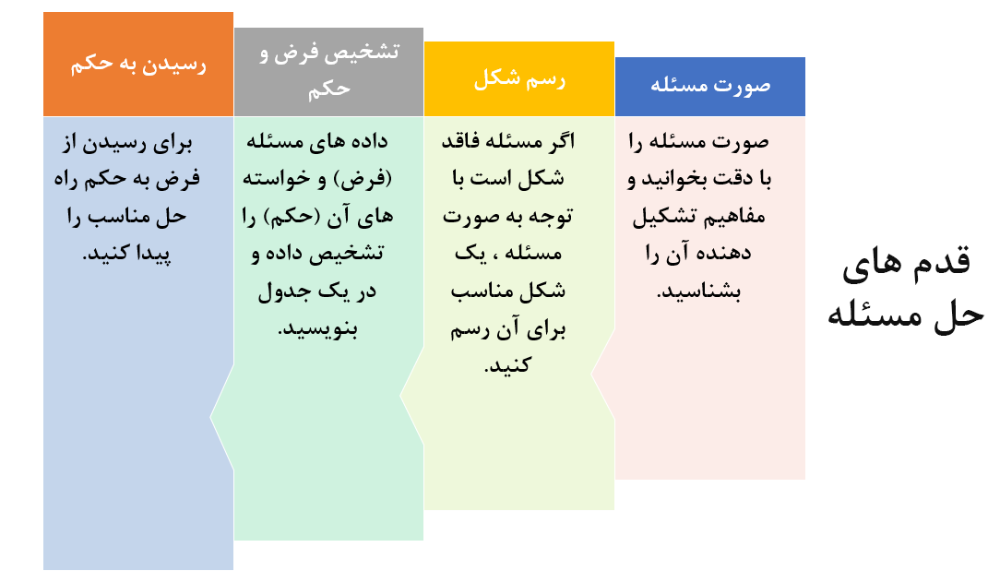 قدم های
حل مسئله
صورت مسئله
صورت مسئله را
با دقت بخوانید و
مفاهیم تشکیل
دهنده آن را
بشناسید.
رسم شکل
اگر مسئله فاقد
شکل است با
توجه به صورت
مسئله ، یک
شکل مناسب
برای آن رسم
کنید.
تشخیص فرض و
حکم
داده های مسئله
(فرض) و خواسته
های آن (حکم) را
تشخیص داده و
در یک جدول
بنویسید.
رسیدن به حکم
برای رسیدن از
فرض به حکم راه
حل مناسب را
پیدا کنید.